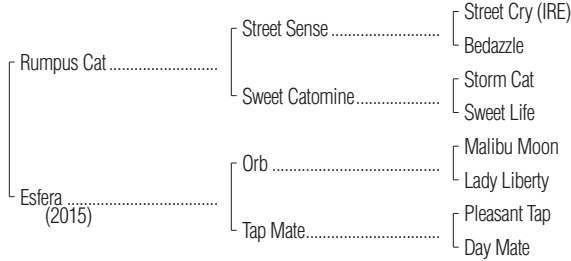 Street Cry (IRE)
Street Sense
Bedazzle
Rumpus Cat
Storm Cat
Sweet Catomine
Sweet Life
Malibu Moon
Orb
Lady Liberty
Esfera
(2015)
Pleasant Tap
Tap Mate
Day Mate